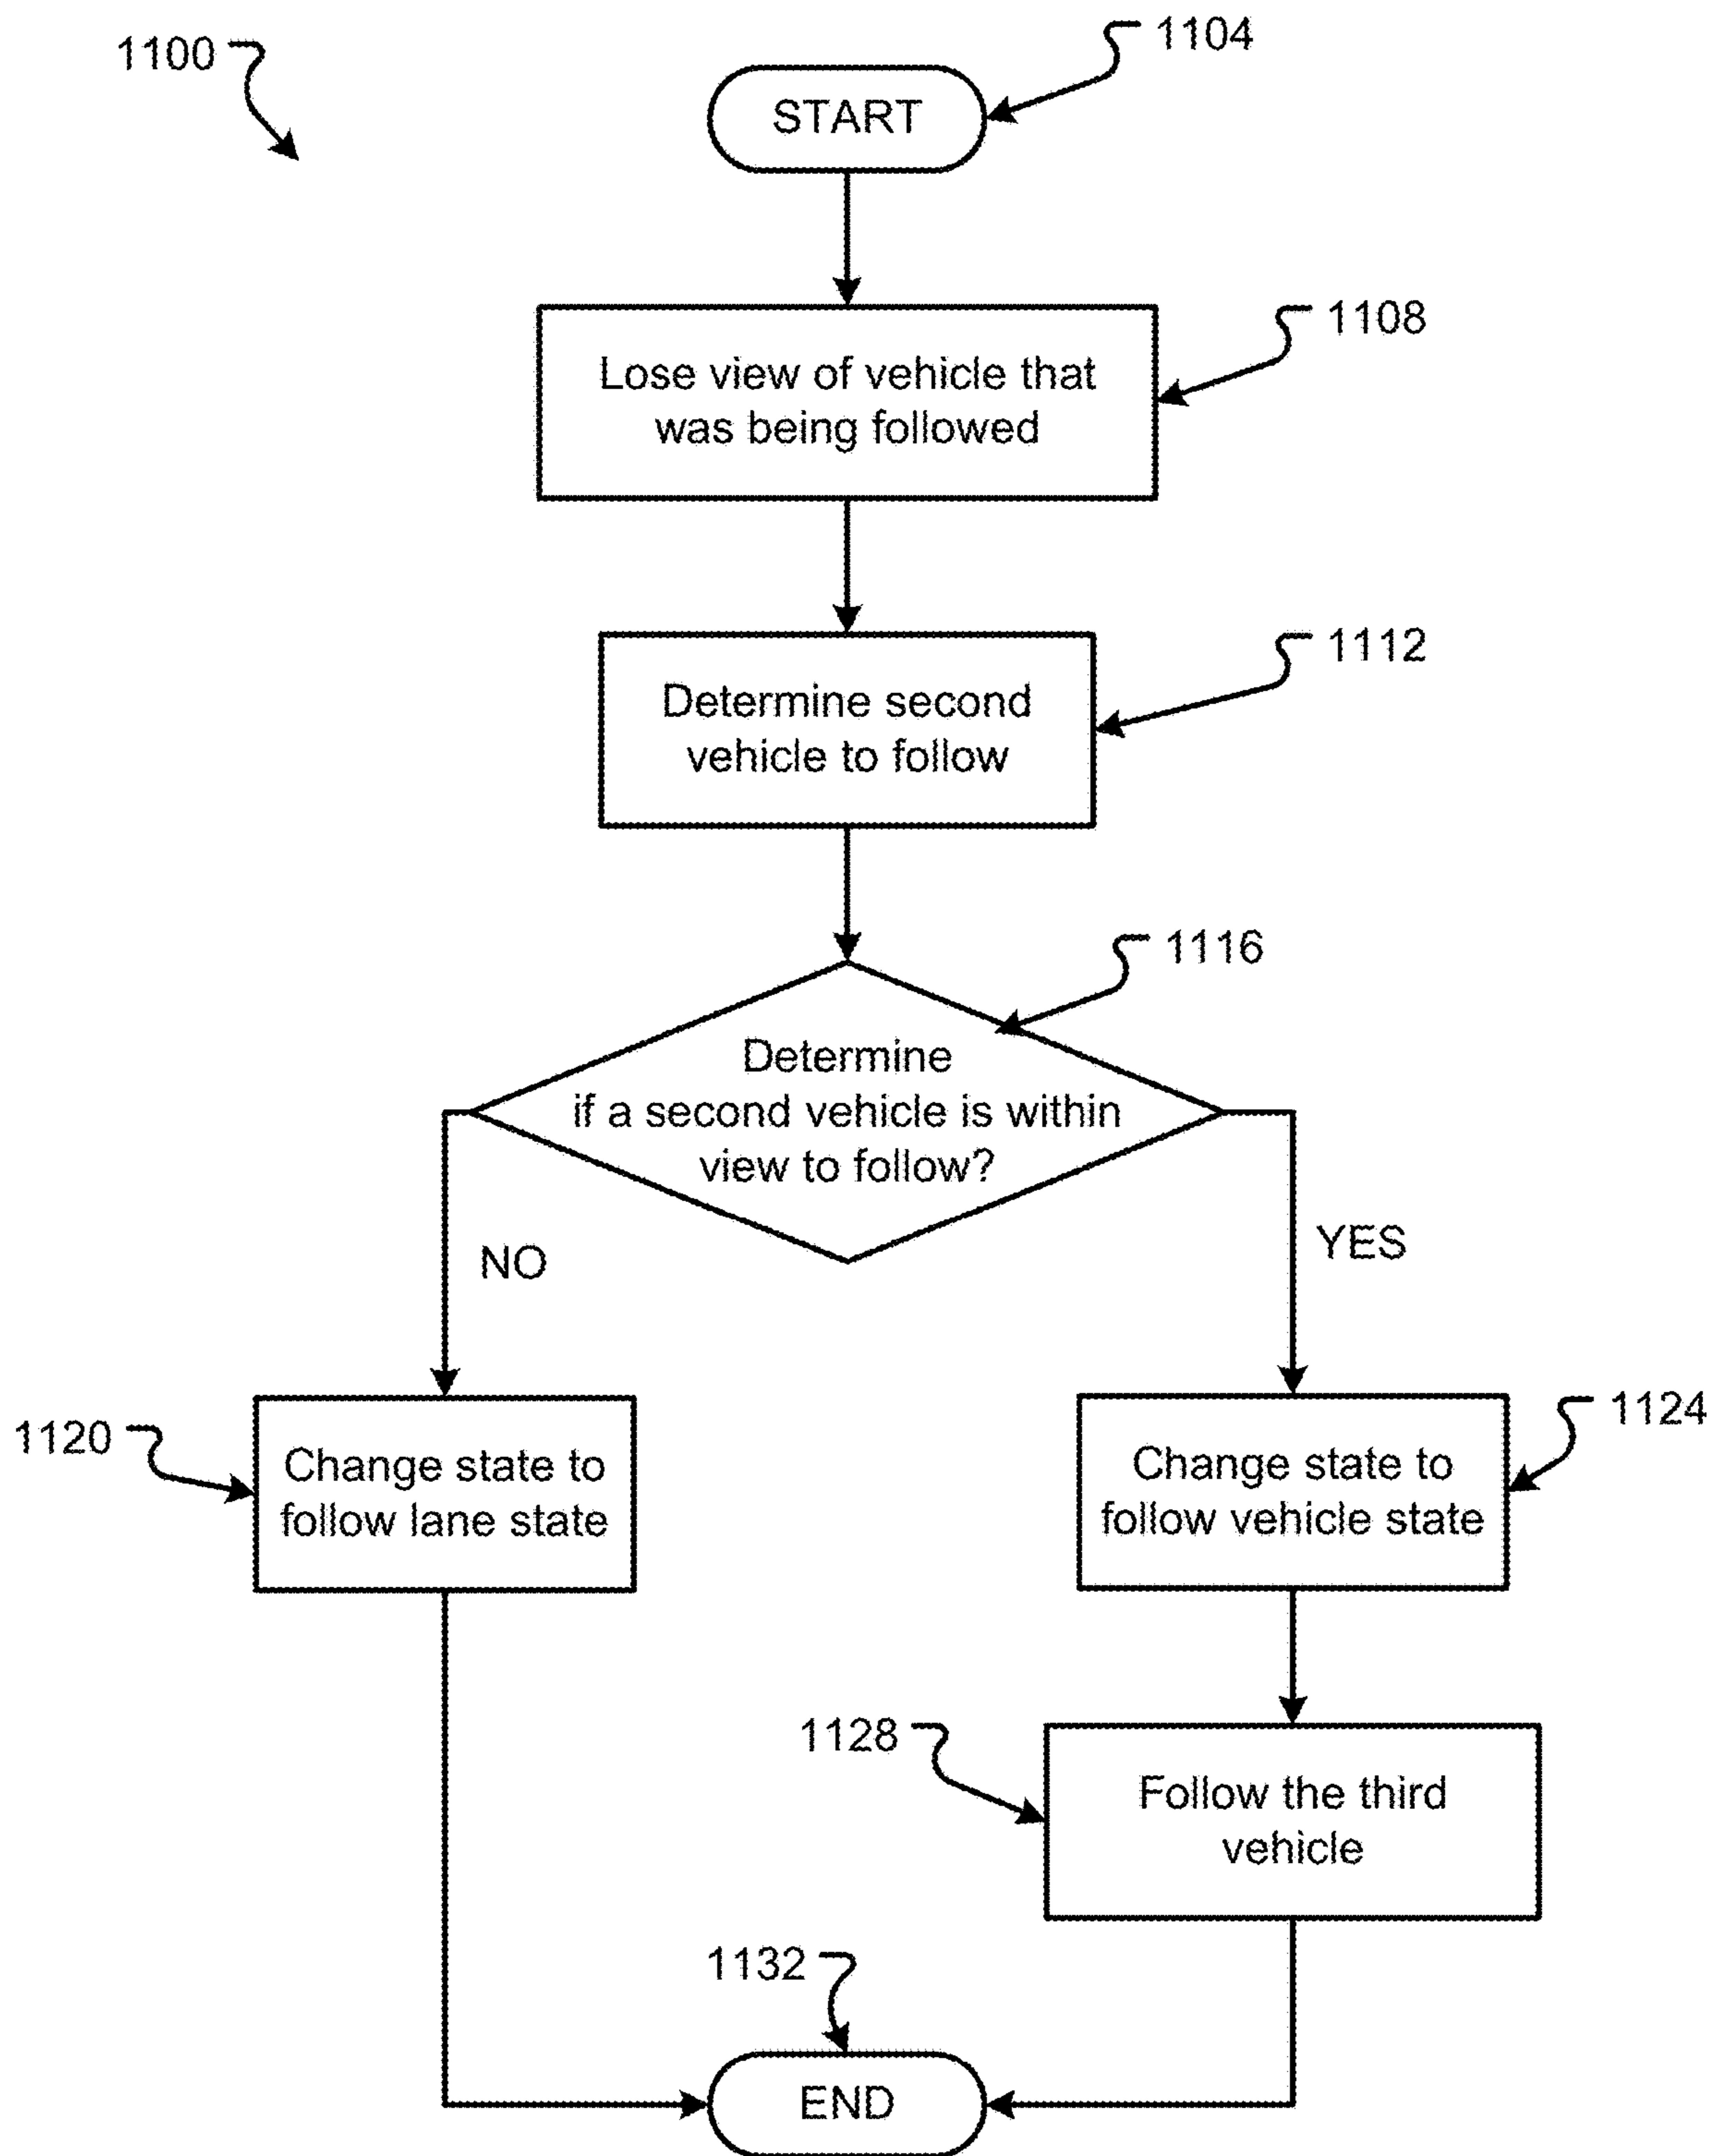 1100
1104
START
1108
Lose view of vehicle that
was being followed
1112
Determine second
vehicle to follow
1116
Determine
if a second vehicle is within
view to follow?
NO
YES
1120
Change state to
follow lane state
1124
Change state to
follow vehicle state
1128
Follow the third
vehicle
1132
END